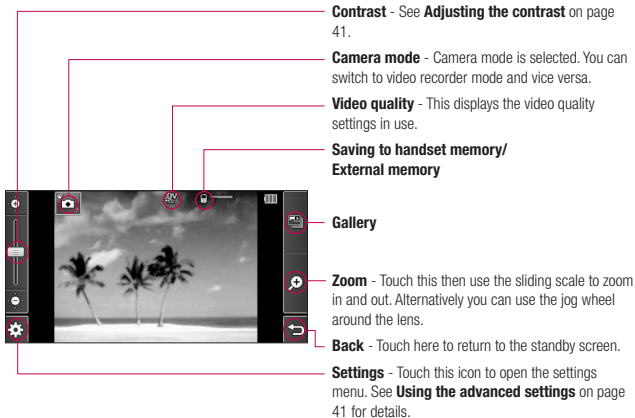 Contrast - See Adjusting the contrast on page
41.
Camera mode - Camera mode is selected. You can
switch to video recorder mode and vice versa.
Video quality - This displays the video quality
settings in use.
Saving to handset memory/
External memory
Gallery
Zoom - Touch this then use the sliding scale to zoom
in and out. Alternatively you can use the jog wheel
around the lens.
Back - Touch here to return to the standby screen.
Settings - Touch this icon to open the settings
menu. See Using the advanced settings on page
41 for details.